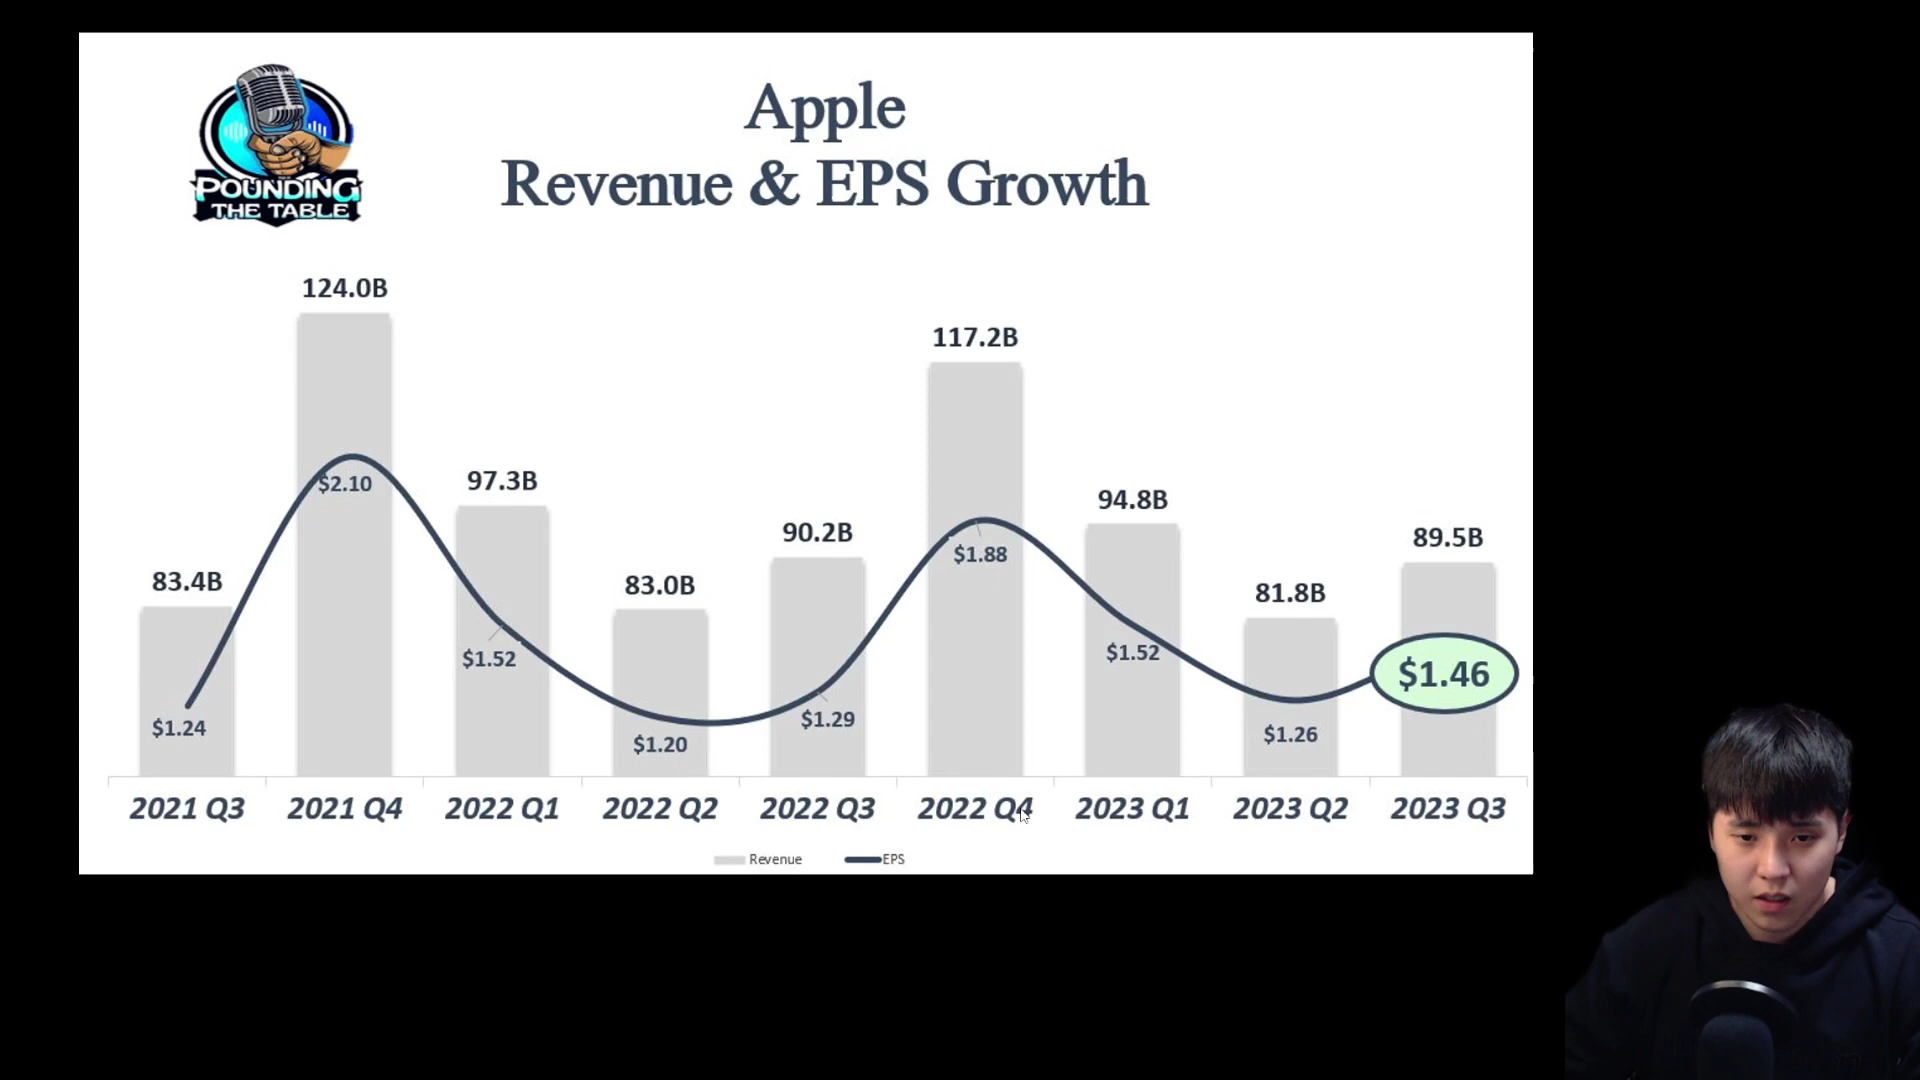 POUNDING
THE TABLE
Apple
Revenue & EPS Growth
83.4B
124.0B
97.3B
83.0B
90.2B
117.2B
94.8B
81.8B
89.5B
$1.24
$2.10
$1.52
$1.20
$1.29
$1.88
$1.52
$1.26
$1.46
2021 Q3 2021 Q4 2022 Q1 2022 Q2 2022 Q3 2022 Q4 2023 Q1 2023 Q2 2023 Q3
Revenue EPS